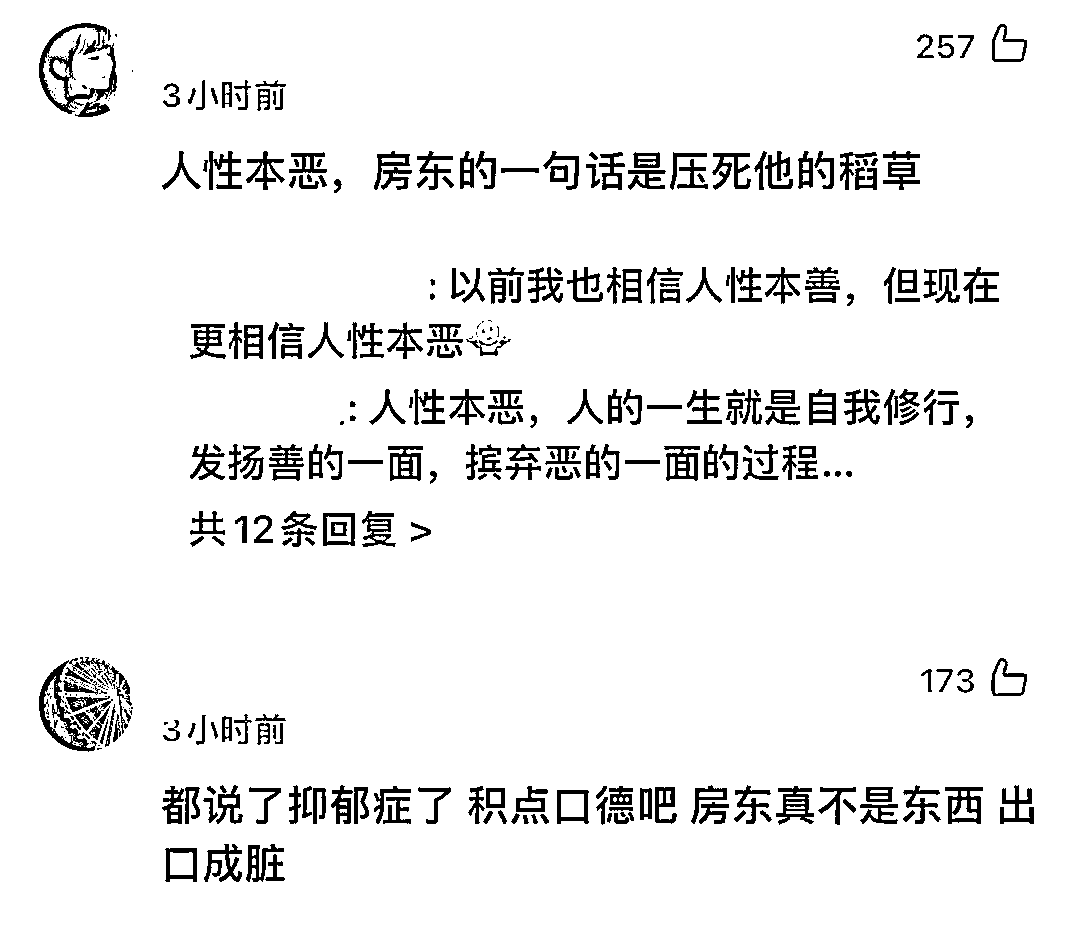 257
3小时前
人性本恶，房东的一句话是压死他的稻草
：以前我也相信人性本善，但现在
更相信人性本恶
：人性本恶，人的一生就是自我修行，
发扬善的一面，摈弃恶的一面的过程...
共12条回复 >
173
3小时前
都说了抑郁症了 积点口德吧 房东真不是东西 出
口成脏